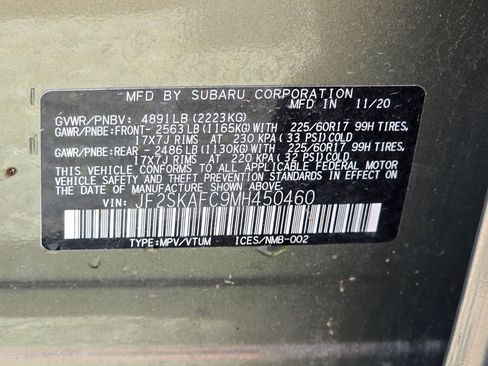 MFD BY SUBARU CORPORATION
MFD IN 11/20
GVWR/PNBV: 4891LB (2223KG)
GAWR/PNBE:FRONT- 2563LB(1165KG)WITH 225/60R17 99H TIRES,
17x7J RIMS AT 230 KPA(33 PSI)COLD
GAWR/PNBE:REAR - 2486LB(1130KG)WITH 225/60R17 99H TIRES,
17x7J RIMS AT 220 KPA(32 PSI)COLD
THIS VEHICLE CONFORMS TO ALL APPLICABLE FEDERAL MOTOR
VEHICLE SAFETY AND THEFT PREVENTION STANDARDS IN EFFECT
ON THE DATE OF MANUFACTURE SHOWN ABOVE.
VIN: JF2SKAFC9MH450460
TYPE:MPV/VTUM ICES/NMB-002